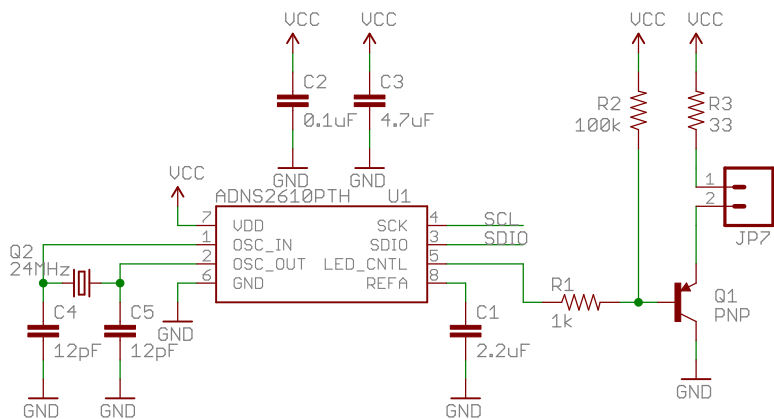 VCC VCC VCC VCC
C2 C3
0.1uF 4.7uF
R2 R3
100k 33
GND GND
VCC
ADNS2610PTH U1
1
2
JP7
7 VDD SCK 4 SCL
1 OSC_IN SDIO 3 SDIO
2 OSC_OUT LED_CNTL 5
6 GND REFA 8
Q2
24MHz
R1
1k
Q1
PNP
C4 C5 GND C1
12pF 12pF 2.2uF
GND GND GND GND